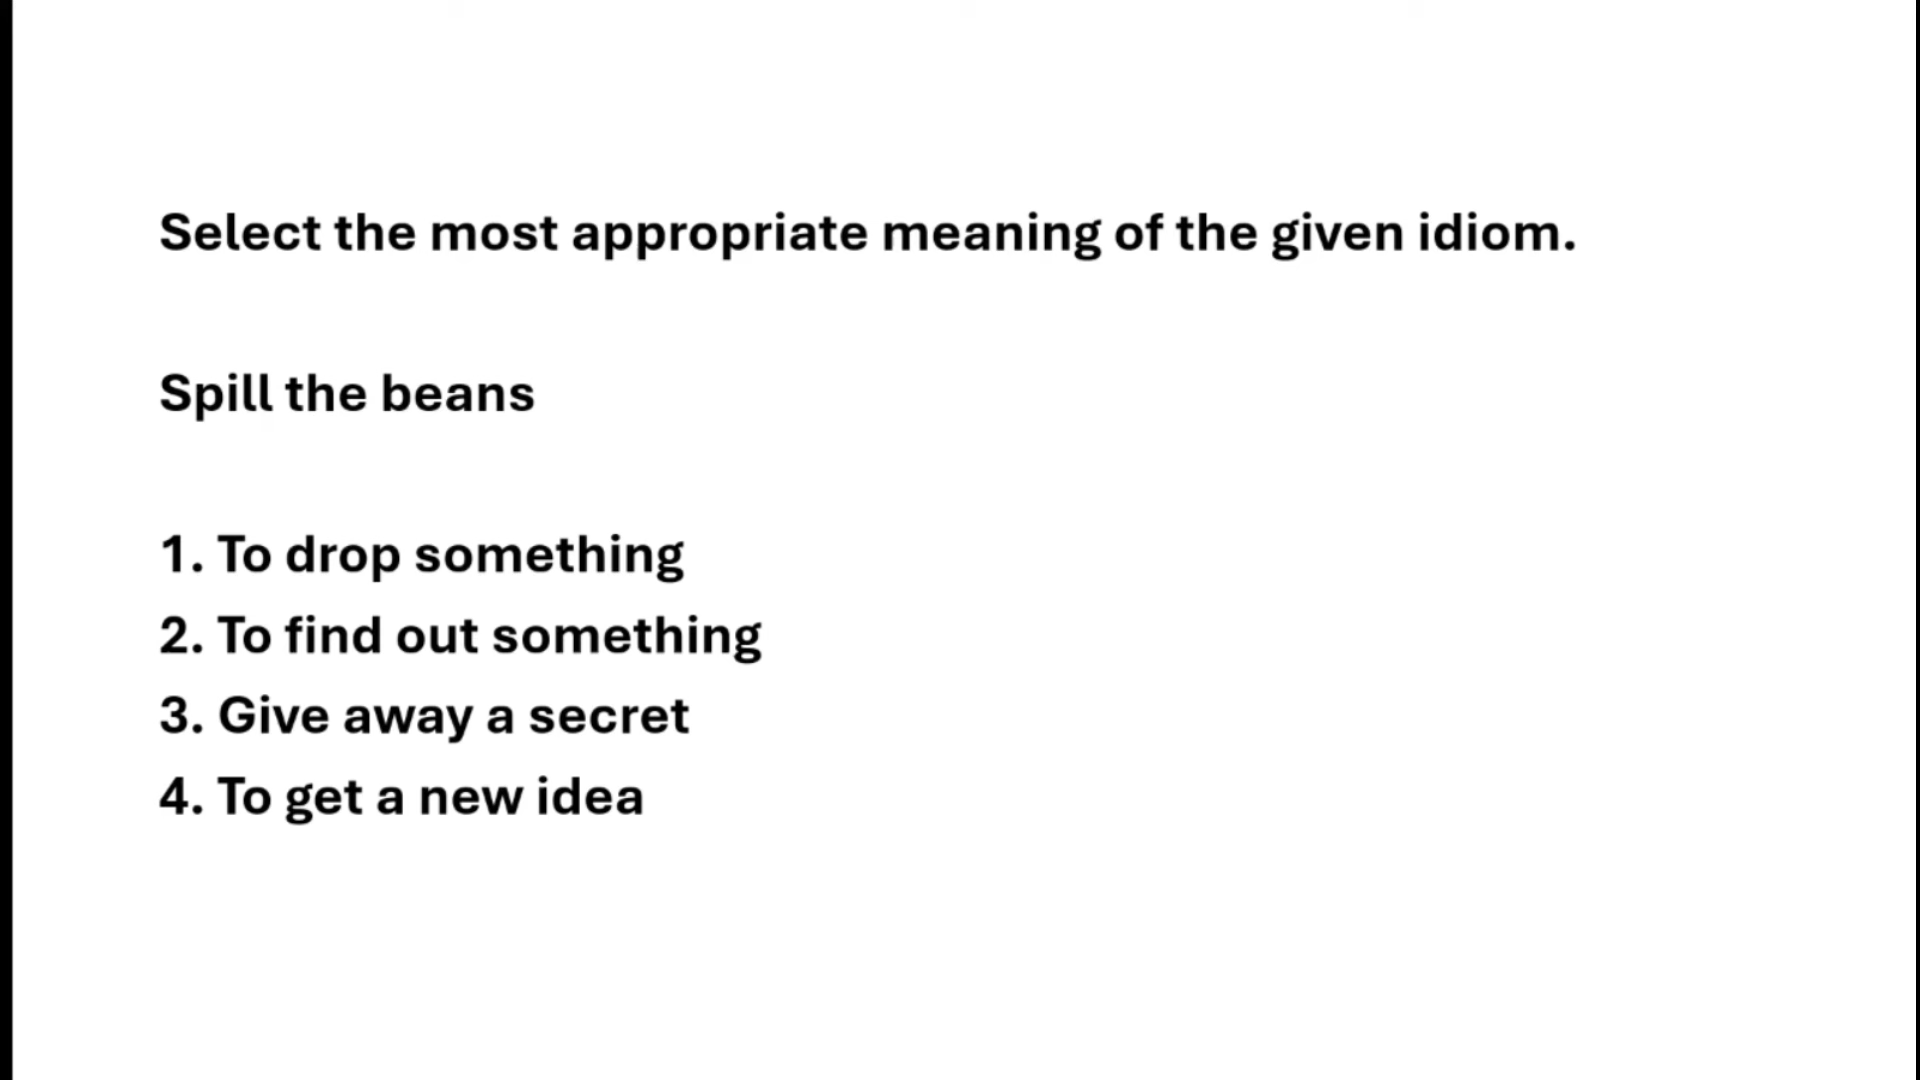 Select the most appropriate meaning of the given idiom.
Spill the beans
1. To drop something
2. To find out something
3. Give away a secret
4. To get a new idea